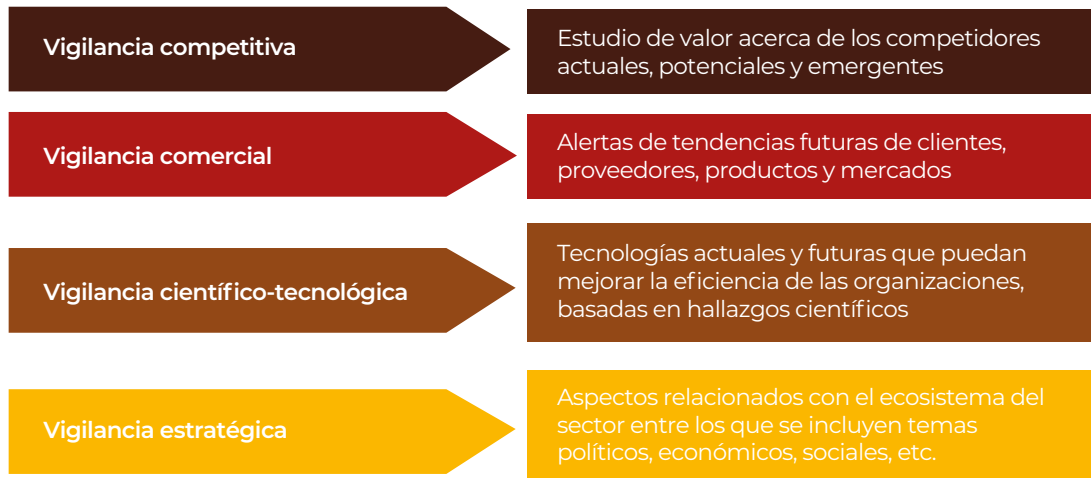 Vigilancia competitiva
Estudio de valor acerca de los competidores
actuales, potenciales y emergentes
Vigilancia comercial
Alertas de tendencias futuras de clientes,
proveedores, productos y mercados
Vigilancia científico-tecnológica
Tecnologías actuales y futuras que puedan
mejorar la eficiencia de las organizaciones,
basadas en hallazgos científicos
Vigilancia estratégica
Aspectos relacionados con el ecosistema del
sector entre los que se incluyen temas
políticos, económicos, sociales, etc.